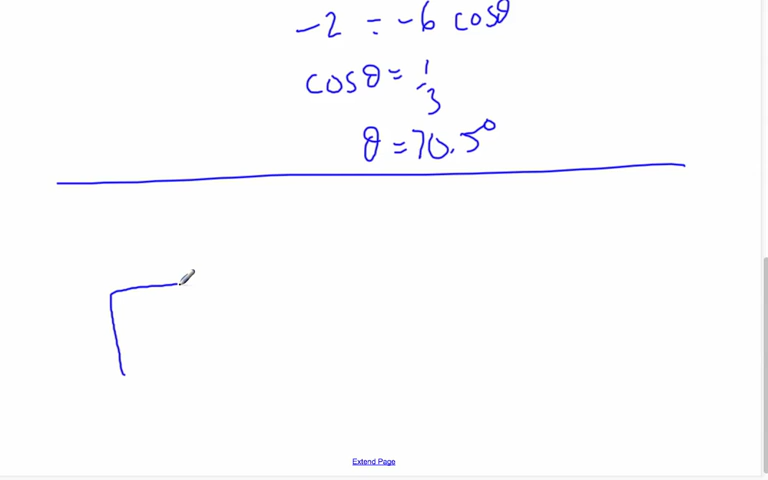 -2 = -6 cosθ
cosθ = 1/3
θ = 70.5°
Extend Page